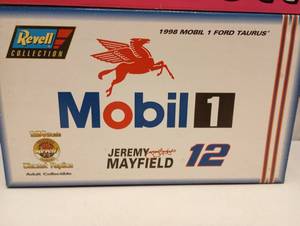 Revell
COLLECTION
1998 MOBIL 1 FORD TAURUS
Mobil 1
JEREMY
MAYFIELD 12
Adult Collectible